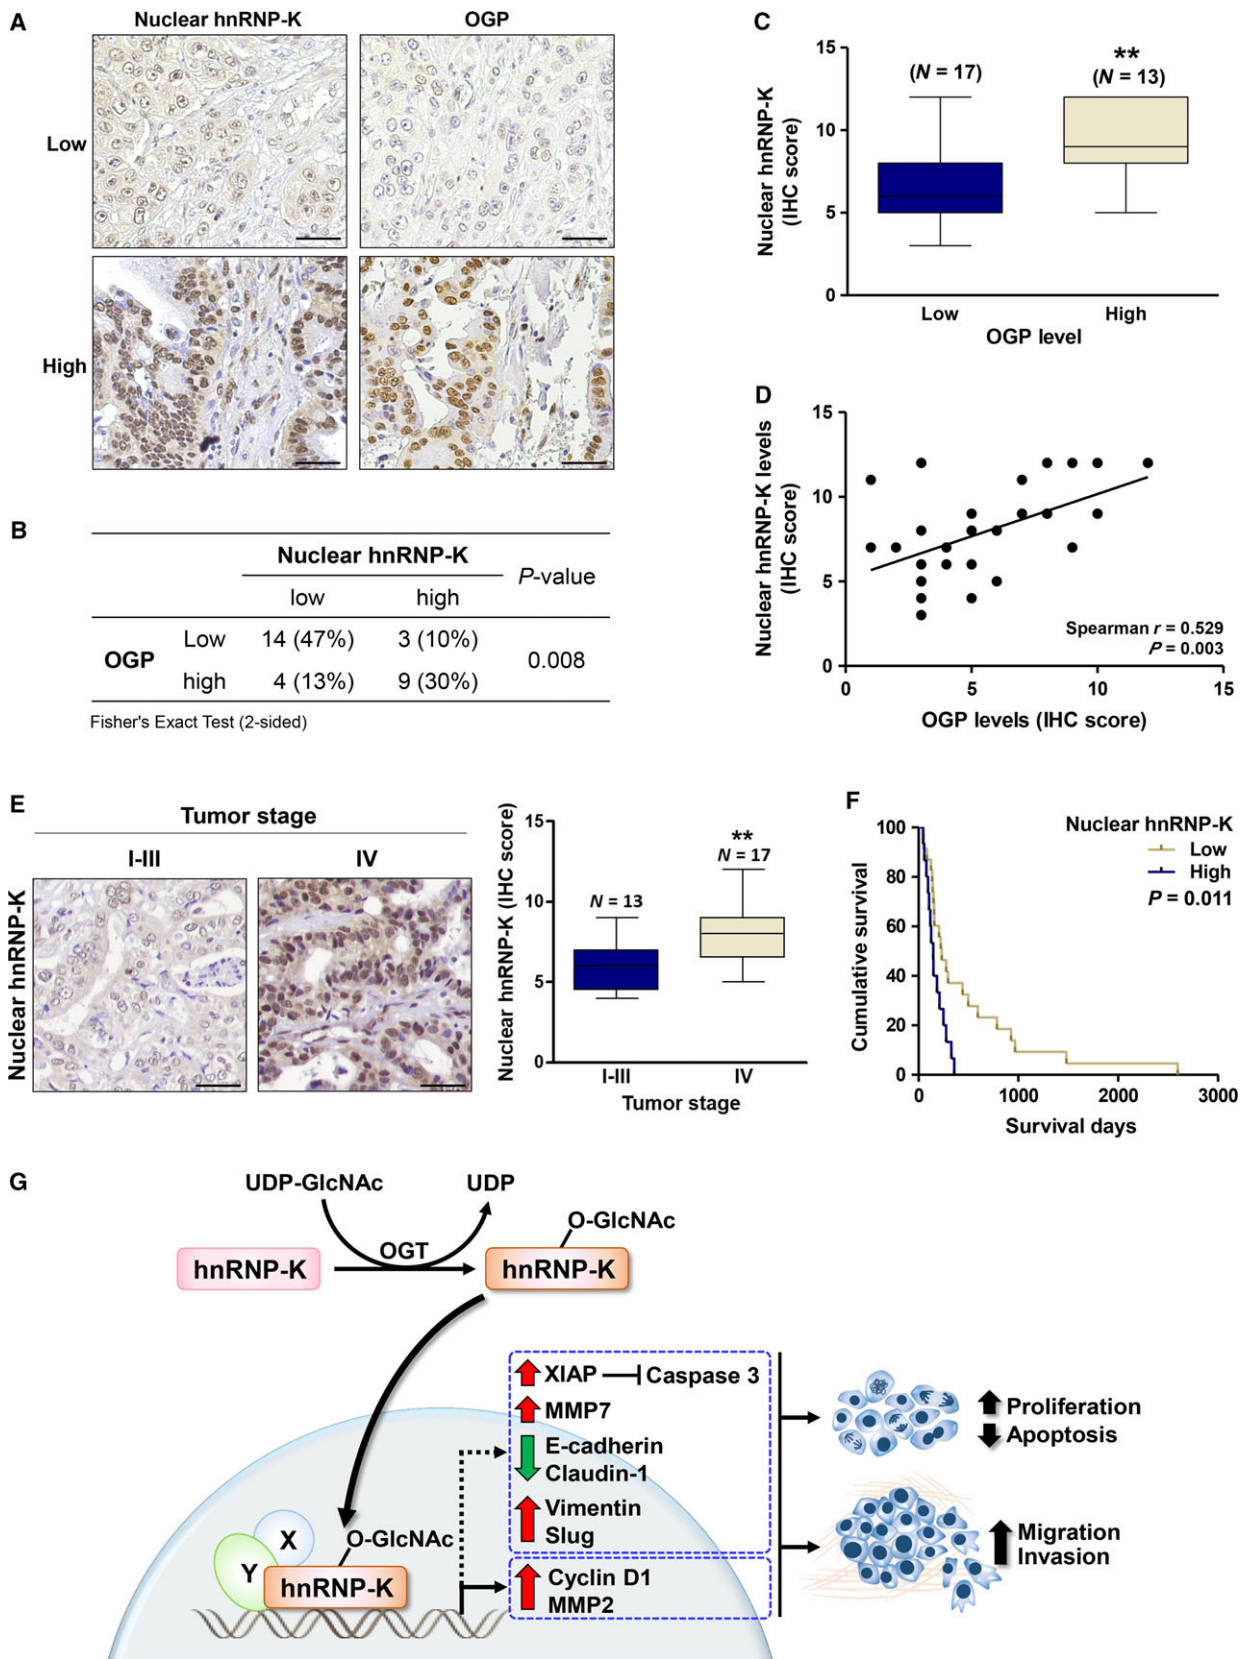 A
Nuclear hnRNP-K OGP
Low
High
B
Nuclear hnRNP-K
P-value
low high
OGP
Low 14 (47%) 3 (10%)
0.008
high 4 (13%) 9 (30%)
Fisher's Exact Test (2-sided)
C
Nuclear hnRNP-K
(IHC score)
15
10
5
0
(N = 17)
**
(N = 13)
Low High
OGP level
D
Nuclear hnRNP-K levels
(IHC score)
15
10
5
0
Spearman r = 0.529
P = 0.003
0 5 10 15
OGP levels (IHC score)
E
Tumor stage
I-III IV
Nuclear hnRNP-K
Nuclear hnRNP-K (IHC score)
15
10
5
0
N = 13
**
N = 17
I-III IV
Tumor stage
F
Cumulative survival
100
80
60
40
20
0
Nuclear hnRNP-K
Low
High
P = 0.011
0 1000 2000 3000
Survival days
G
UDP-GlcNAc UDP
O-GlcNAc
OGT
hnRNP-K hnRNP-K
XIAP Caspase 3
MMP7
E-cadherin
Claudin-1
Vimentin
Slug
Cyclin D1
MMP2
Proliferation
Apoptosis
Migration
Invasion
X
O-GlcNAc
Y
hnRNP-K